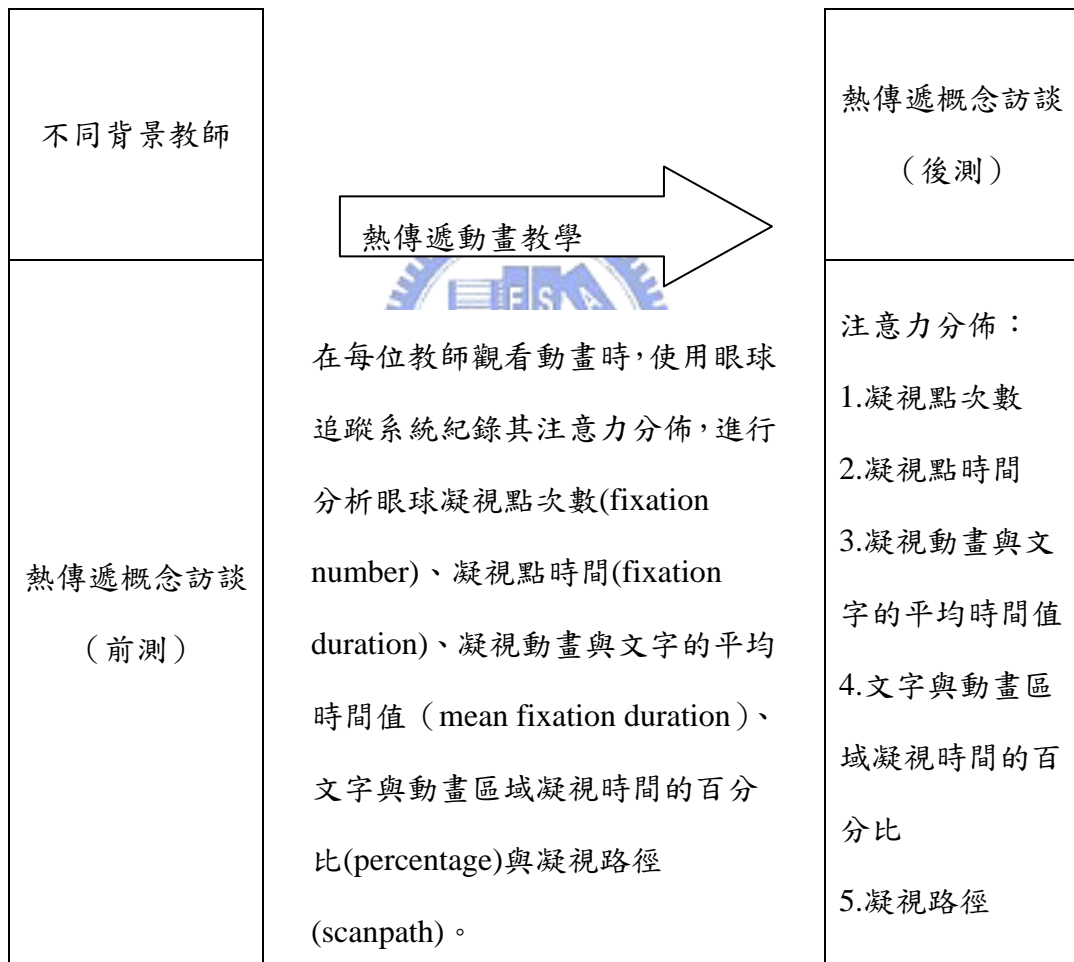 不同背景教師
熱傳遞概念訪談
（前測）
熱傳遞動畫教學
在每位教師觀看動畫時，使用眼球
追蹤系統紀錄其注意力分佈，進行
分析眼球凝視點次數(fixation
number)、凝視點時間(fixation
duration)、凝視動畫與文字的平均
時間值（mean fixation duration）、
文字與動畫區域凝視時間的百分
比(percentage)與凝視路徑
(scanpath)。
熱傳遞概念訪談
（後測）
注意力分佈：
1.凝視點次數
2.凝視點時間
3.凝視動畫與文
字的平均時間值
4.文字與動畫區
域凝視時間的百
分比
5.凝視路徑